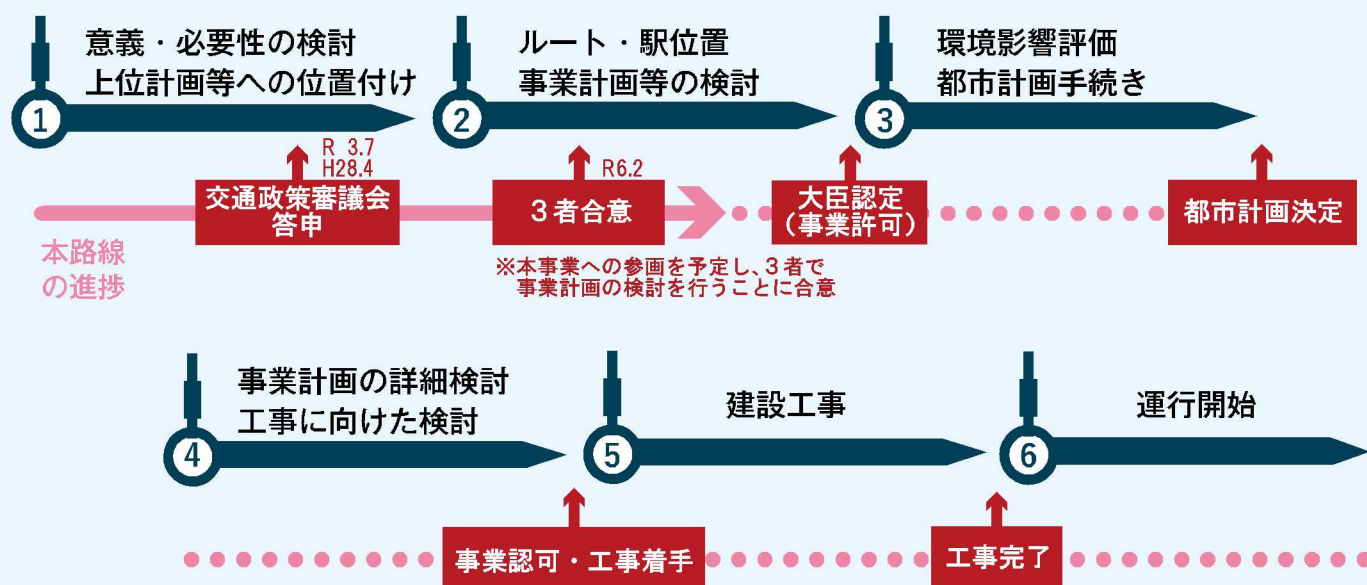 意義・必要性の検討
上位計画等への位置付け
1
R 3.7
H28.4
交通政策審議会
答申
ルート・駅位置
事業計画等の検討
2
R6.2
3者合意
※本事業への参画を予定し、3者で
事業計画の検討を行うことに合意
環境影響評価
都市計画手続き
3
大臣認定
(事業許可)
都市計画決定
本路線
の進捗
事業計画の詳細検討
工事に向けた検討
4
事業認可・工事着手
建設工事
5
工事完了
運行開始
6